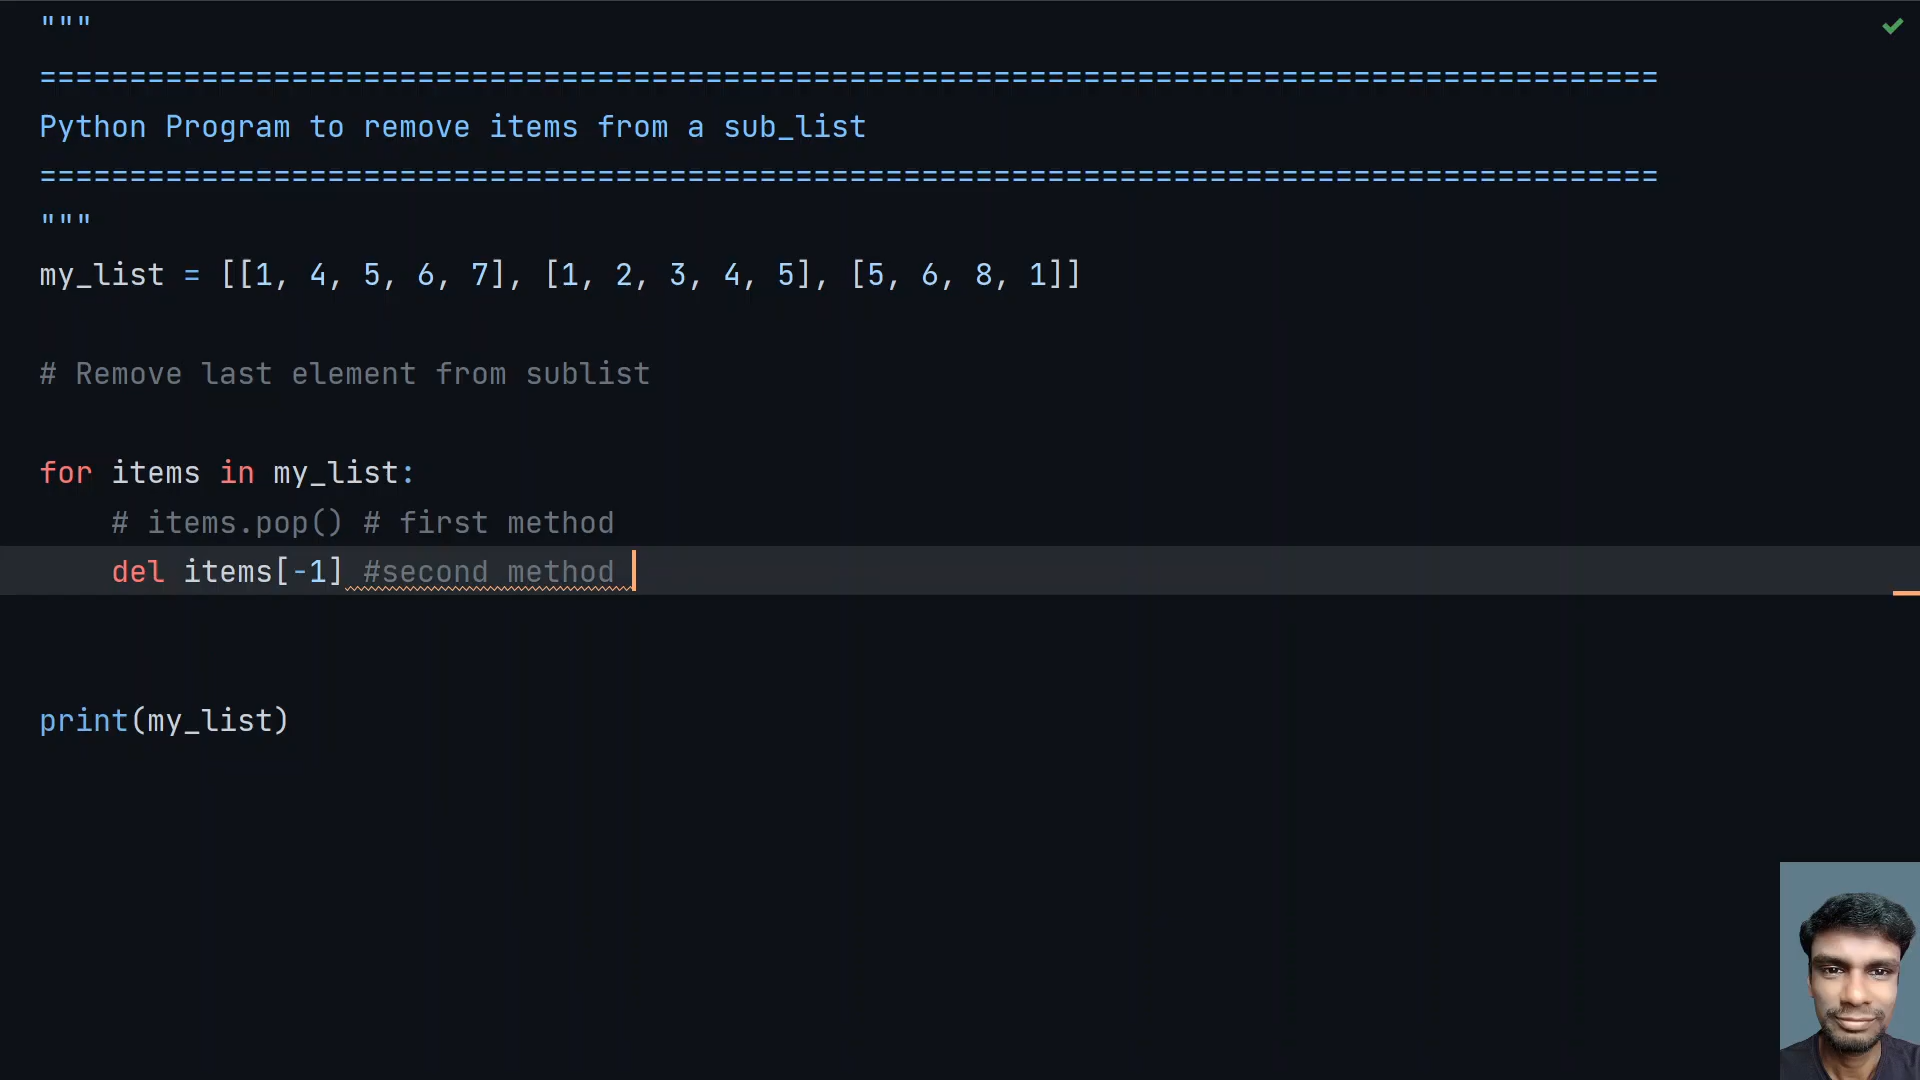 """
==========================================================================================
Python Program to remove items from a sub_list
==========================================================================================
"""
my_list = [[1, 4, 5, 6, 7], [1, 2, 3, 4, 5], [5, 6, 8, 1]]
# Remove last element from sublist
for items in my_list:
    # items.pop() # first method
    del items[-1] #second method
print(my_list)